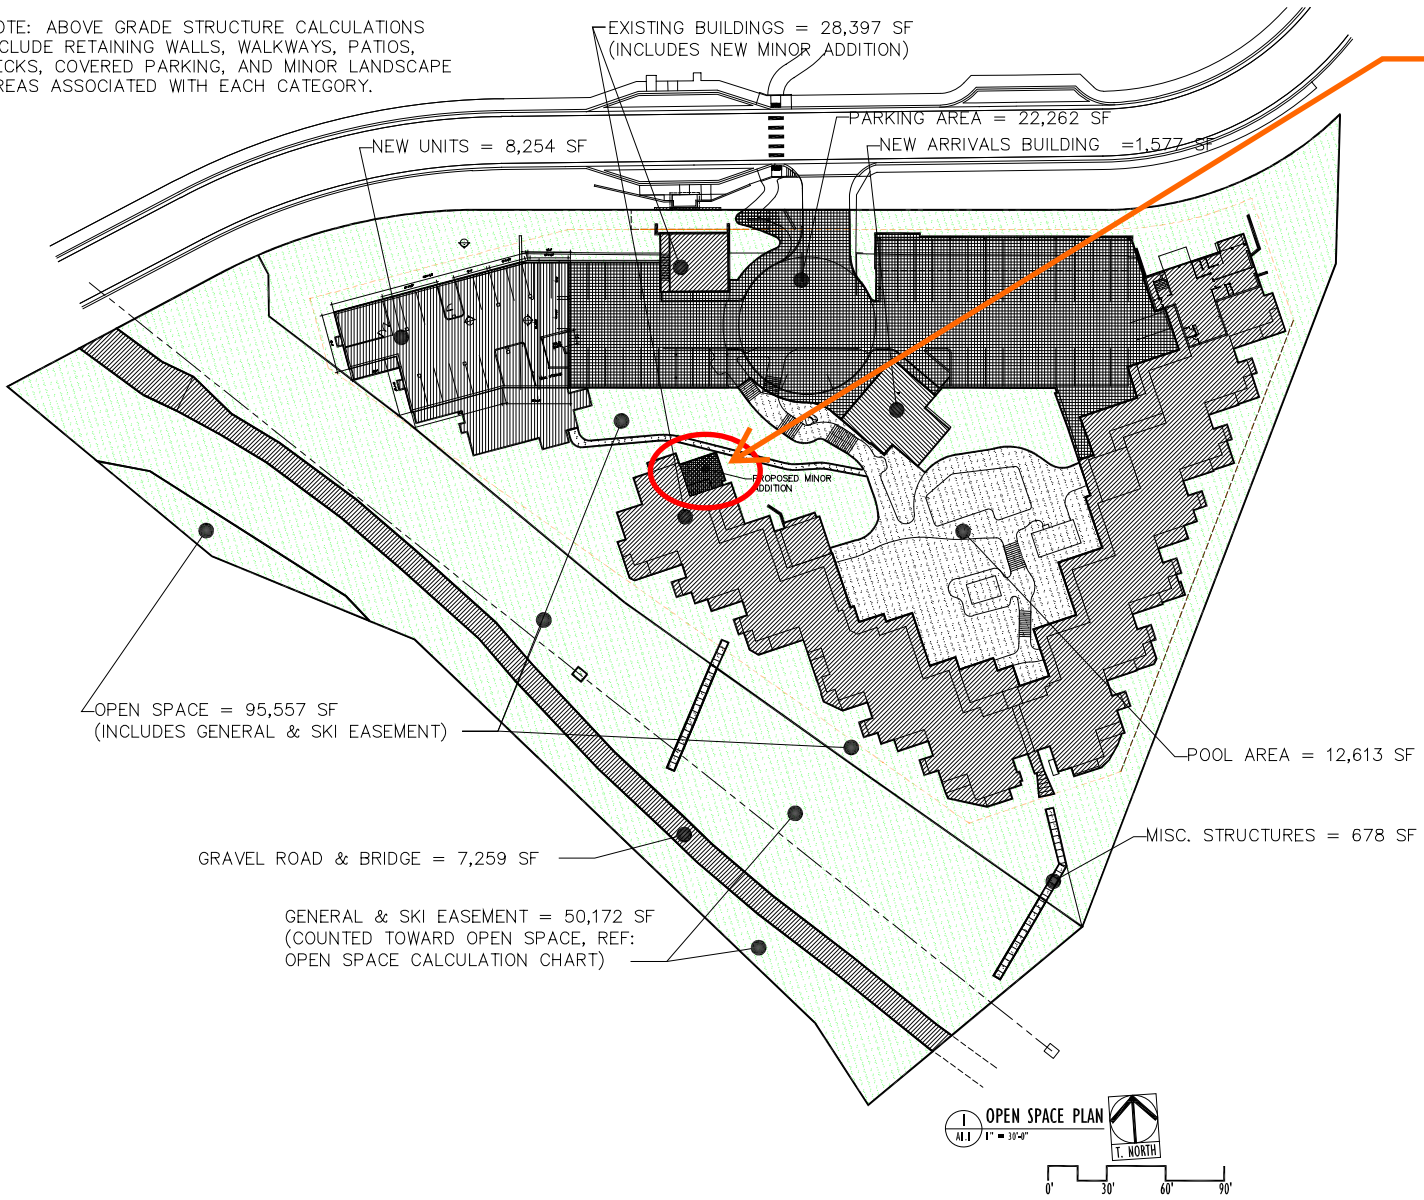 OTE: ABOVE GRADE STRUCTURE CALCULATIONS
CLUDE RETAINING WALLS, WALKWAYS, PATIOS,
ECKS, COVERED PARKING, AND MINOR LANDSCAPE
REAS ASSOCIATED WITH EACH CATEGORY.
EXISTING BUILDINGS = 28,397 SF
(INCLUDES NEW MINOR ADDITION)
PARKING AREA = 22,262 SF
NEW UNITS = 8,254 SF
NEW ARRIVALS BUILDING =1,577 SF
PROPOSED MINOR
ADDITION
OPEN SPACE = 95,557 SF
(INCLUDES GENERAL & SKI EASEMENT)
POOL AREA = 12,613 SF
MISC. STRUCTURES = 678 SF
GRAVEL ROAD & BRIDGE = 7,259 SF
GENERAL & SKI EASEMENT = 50,172 SF
(COUNTED TOWARD OPEN SPACE, REF:
OPEN SPACE CALCULATION CHART)
1 OPEN SPACE PLAN
A1.1 1" = 30'-0"
T. NORTH
0' 30' 60' 90'